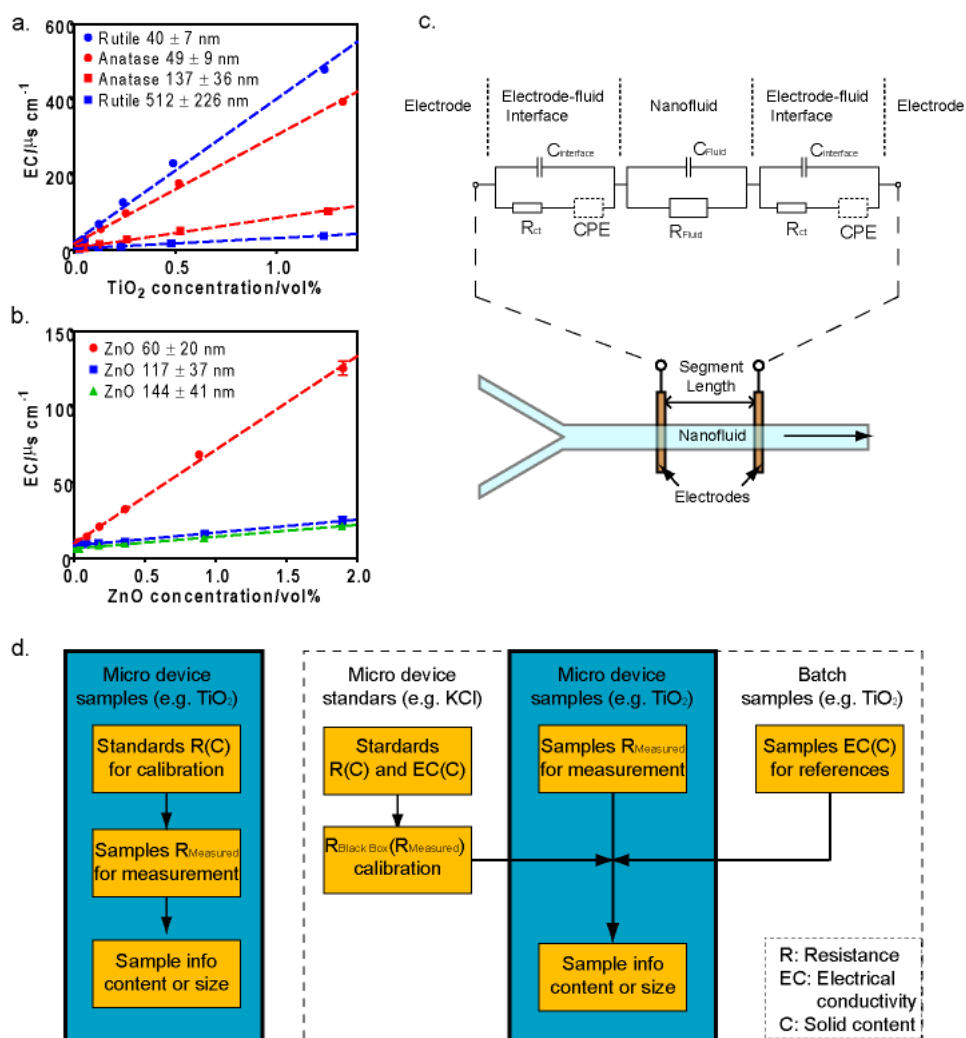 a.
600
400
200
0
EC/μs cm⁻¹
Rutile 40 ± 7 nm
Anatase 49 ± 9 nm
Anatase 137 ± 36 nm
Rutile 512 ± 226 nm
0.0 0.5 1.0
TiO₂ concentration/vol%
b.
150
100
50
0
EC/μs cm⁻¹
ZnO 60 ± 20 nm
ZnO 117 ± 37 nm
ZnO 144 ± 41 nm
0.0 0.5 1.0 1.5 2.0
ZnO concentration/vol%
c.
Electrode
Electrode-fluid
Interface
Nanofluid
Electrode-fluid
Interface
Electrode
CInterface
CFluid
CInterface
Rct
CPE
RFluid
Rct
CPE
Segment
Length
Nanofluid
Electrodes
d.
Micro device
samples (e.g. TiO₂)
Standards R(C)
for calibration
Samples RMeasured
for measurement
Sample info
content or size
Micro device
standars (e.g. KCl)
Stardards
R(C) and EC(C)
RBlack Box(RMeasured)
calibration
Micro device
samples (e.g. TiO₂)
Samples RMeasured
for measurement
Sample info
content or size
Batch
samples (e.g. TiO₂)
Samples EC(C)
for references
R: Resistance
EC: Electrical
conductivity
C: Solid content